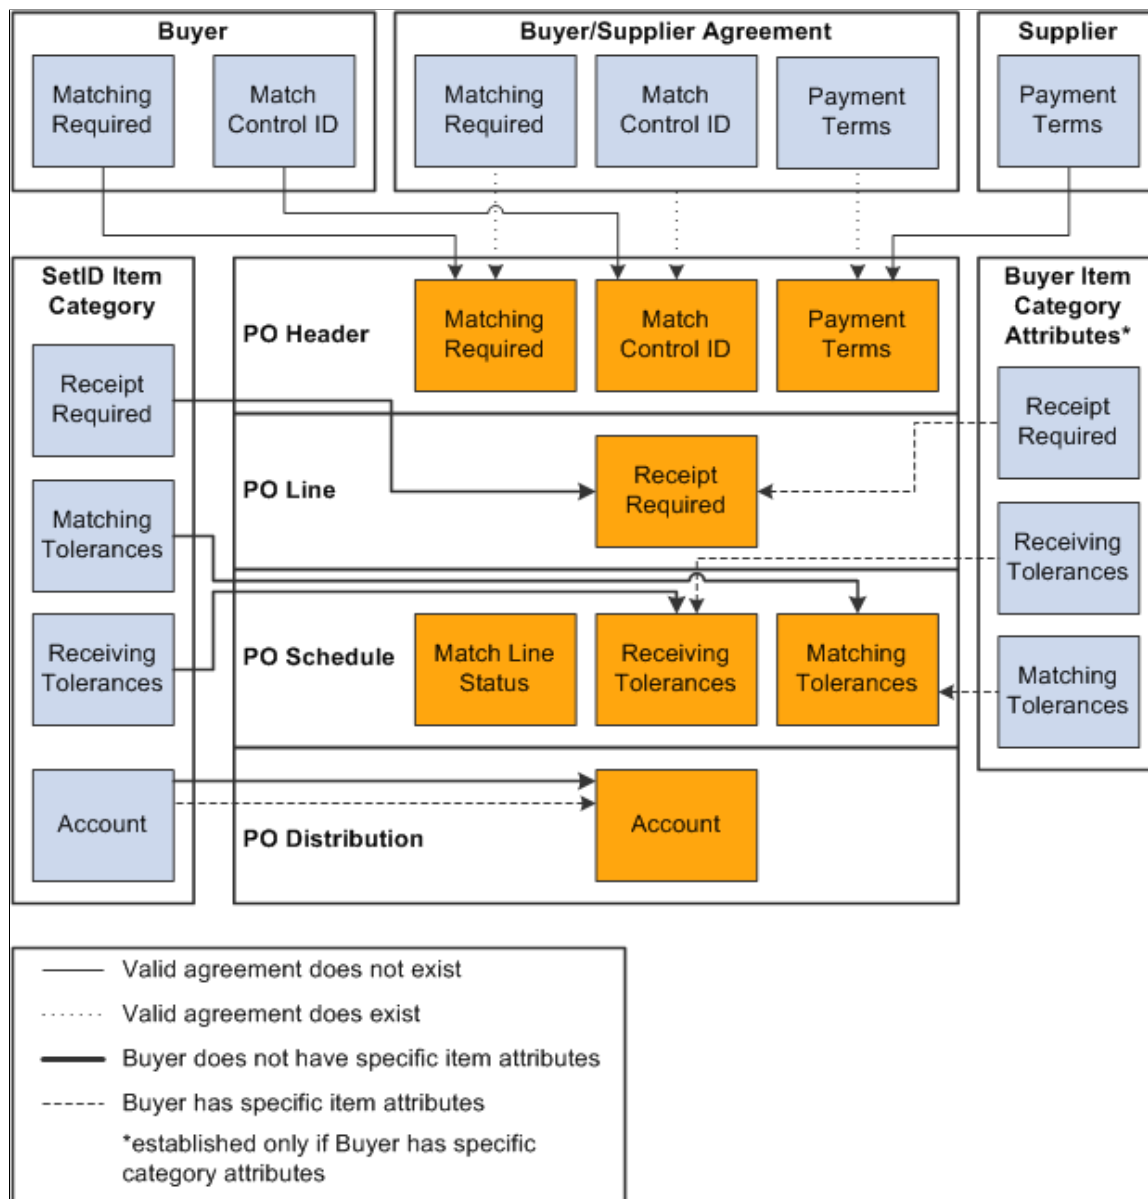 Buyer
Matching
Required
Match
Control ID
Buyer/Supplier Agreement
Matching
Required
Match
Control ID
Payment
Terms
Supplier
Payment
Terms
SetID Item
Category
Receipt
Required
Matching
Tolerances
Receiving
Tolerances
Account
PO Header
Matching
Required
Match
Control ID
Payment
Terms
PO Line
Receipt
Required
PO Schedule
Match Line
Status
Receiving
Tolerances
Matching
Tolerances
PO Distribution
Account
Buyer Item
Category
Attributes*
Receipt
Required
Receiving
Tolerances
Matching
Tolerances
Valid agreement does not exist
Valid agreement does exist
Buyer does not have specific item attributes
Buyer has specific item attributes
*established only if Buyer has specific
category attributes